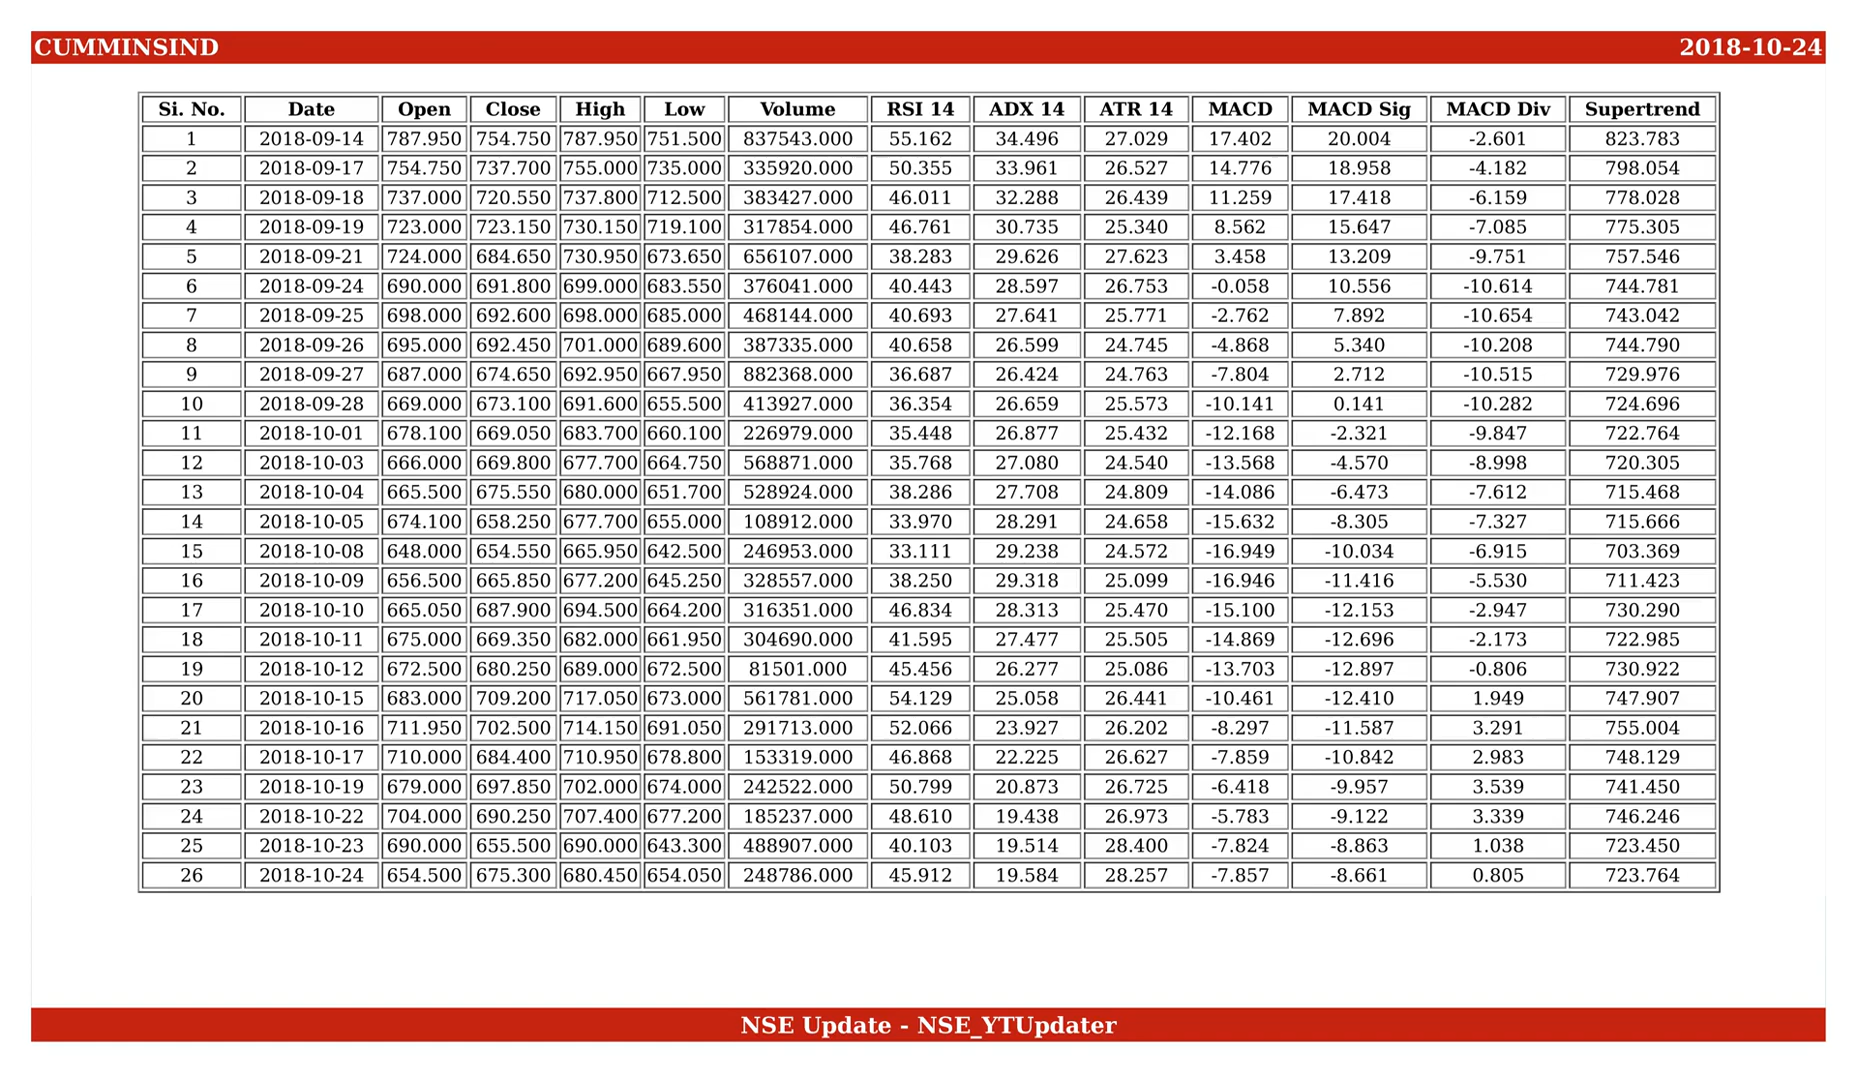 CUMMINSIND 2018-10-24
Si. No. Date Open Close High Low Volume RSI 14 ADX 14 ATR 14 MACD MACD Sig MACD Div Supertrend
1 2018-09-14 787.950 754.750 787.950 751.500 837543.000 55.162 34.496 27.029 17.402 20.004 -2.601 823.783
2 2018-09-17 754.750 737.700 755.000 735.000 335920.000 50.355 33.961 26.527 14.776 18.958 -4.182 798.054
3 2018-09-18 737.000 720.550 737.800 712.500 383427.000 46.011 32.288 26.439 11.259 17.418 -6.159 778.028
4 2018-09-19 723.000 723.150 730.150 719.100 317854.000 46.761 30.735 25.340 8.562 15.647 -7.085 775.305
5 2018-09-21 724.000 684.650 730.950 673.650 656107.000 38.283 29.626 27.623 3.458 13.209 -9.751 757.546
6 2018-09-24 690.000 691.800 699.000 683.550 376041.000 40.443 28.597 26.753 -0.058 10.556 -10.614 744.781
7 2018-09-25 698.000 692.600 698.000 685.000 468144.000 40.693 27.641 25.771 -2.762 7.892 -10.654 743.042
8 2018-09-26 695.000 692.450 701.000 689.600 387335.000 40.658 26.599 24.745 -4.868 5.340 -10.208 744.790
9 2018-09-27 687.000 674.650 692.950 667.950 882368.000 36.687 26.424 24.763 -7.804 2.712 -10.515 729.976
10 2018-09-28 669.000 673.100 691.600 655.500 413927.000 36.354 26.659 25.573 -10.141 0.141 -10.282 724.696
11 2018-10-01 678.100 669.050 683.700 660.100 226979.000 35.448 26.877 25.432 -12.168 -2.321 -9.847 722.764
12 2018-10-03 666.000 669.800 677.700 664.750 568871.000 35.768 27.080 24.540 -13.568 -4.570 -8.998 720.305
13 2018-10-04 665.500 675.550 680.000 651.700 528924.000 38.286 27.708 24.809 -14.086 -6.473 -7.612 715.468
14 2018-10-05 674.100 658.250 677.700 655.000 108912.000 33.970 28.291 24.658 -15.632 -8.305 -7.327 715.666
15 2018-10-08 648.000 654.550 665.950 642.500 246953.000 33.111 29.238 24.572 -16.949 -10.034 -6.915 703.369
16 2018-10-09 656.500 665.850 677.200 645.250 328557.000 38.250 29.318 25.099 -16.946 -11.416 -5.530 711.423
17 2018-10-10 665.050 687.900 694.500 664.200 316351.000 46.834 28.313 25.470 -15.100 -12.153 -2.947 730.290
18 2018-10-11 675.000 669.350 682.000 661.950 304690.000 41.595 27.477 25.505 -14.869 -12.696 -2.173 722.985
19 2018-10-12 672.500 680.250 689.000 672.500 81501.000 45.456 26.277 25.086 -13.703 -12.897 -0.806 730.922
20 2018-10-15 683.000 709.200 717.050 673.000 561781.000 54.129 25.058 26.441 -10.461 -12.410 1.949 747.907
21 2018-10-16 711.950 702.500 714.150 691.050 291713.000 52.066 23.927 26.202 -8.297 -11.587 3.291 755.004
22 2018-10-17 710.000 684.400 710.950 678.800 153319.000 46.868 22.225 26.627 -7.859 -10.842 2.983 748.129
23 2018-10-19 679.000 697.850 702.000 674.000 242522.000 50.799 20.873 26.725 -6.418 -9.957 3.539 741.450
24 2018-10-22 704.000 690.250 707.400 677.200 185237.000 48.610 19.438 26.973 -5.783 -9.122 3.339 746.246
25 2018-10-23 690.000 655.500 690.000 643.300 488907.000 40.103 19.514 28.400 -7.824 -8.863 1.038 723.450
26 2018-10-24 654.500 675.300 680.450 654.050 248786.000 45.912 19.584 28.257 -7.857 -8.661 0.805 723.764
NSE Update - NSE_YTUpdater